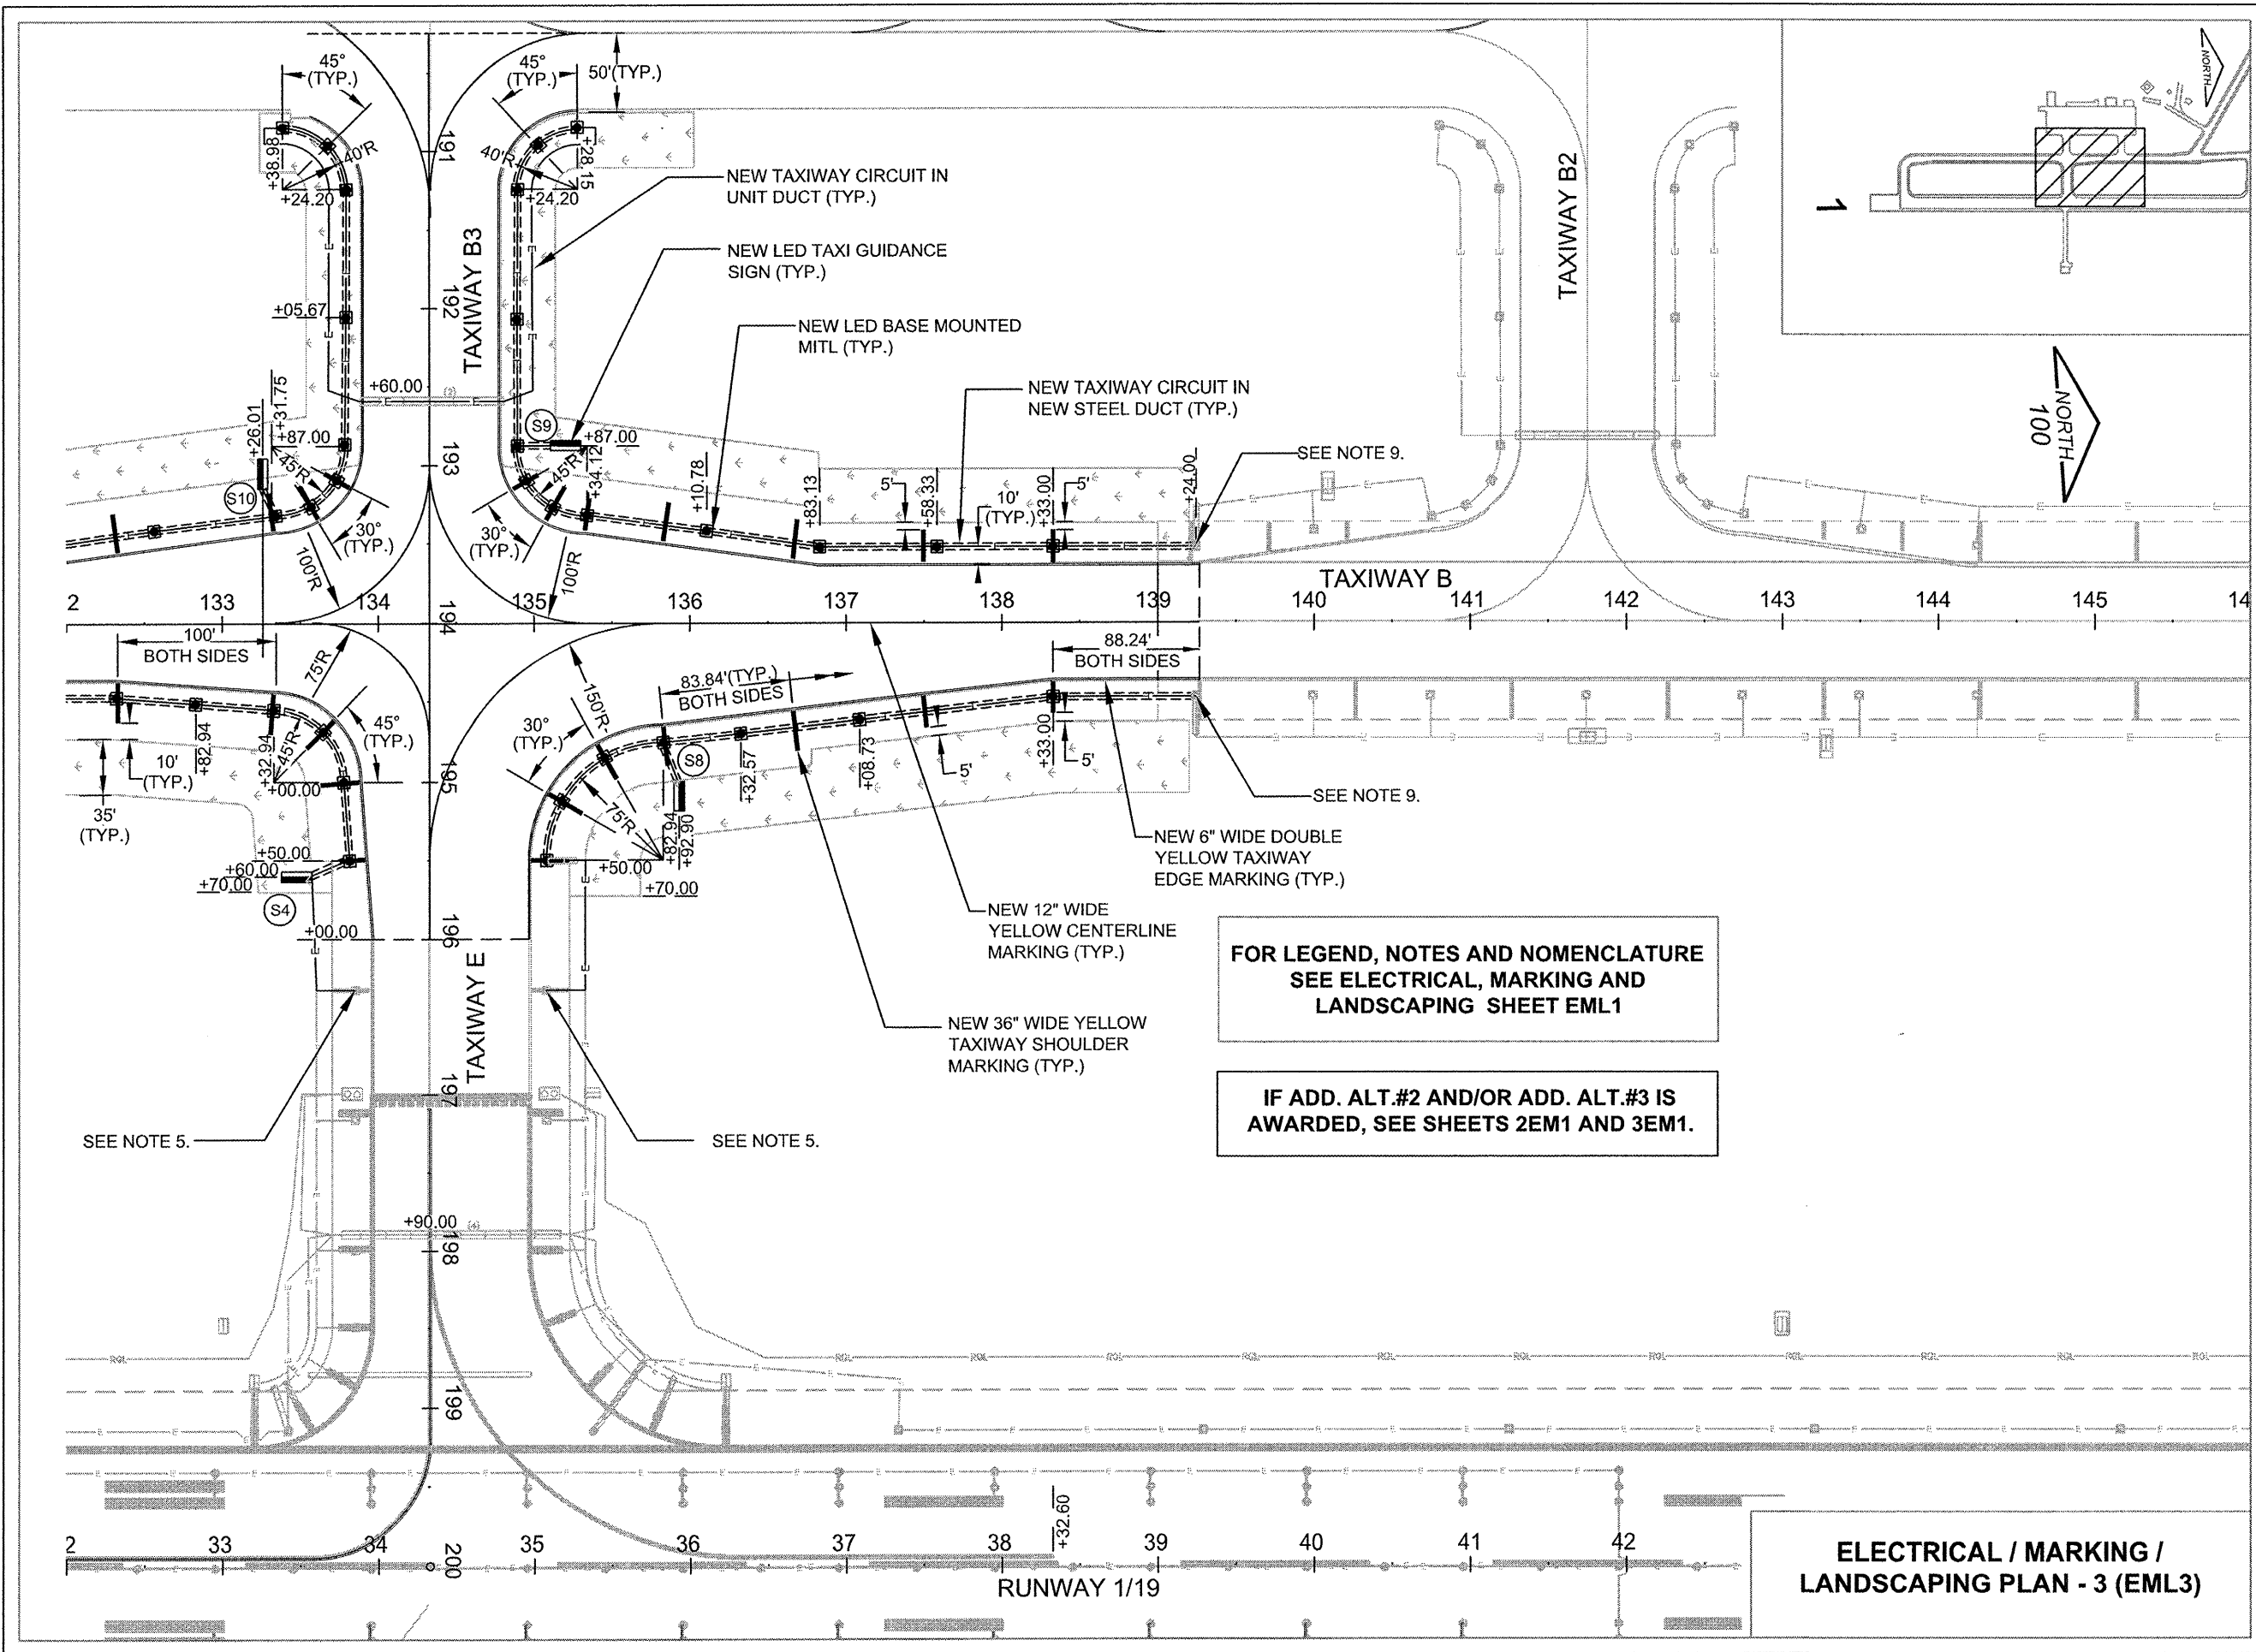 45°
(TYP.)
45°
(TYP.)
50'(TYP.)
NORTH
+38.98
40'R
+24.20
191
40'R
+28.15
+24.20
NEW TAXIWAY CIRCUIT IN
UNIT DUCT (TYP.)
TAXIWAY B3
NEW LED TAXI GUIDANCE
SIGN (TYP.)
TAXIWAY B2
1
+05.67
192
NEW LED BASE MOUNTED
MITL (TYP.)
+60.00
(2)
NEW TAXIWAY CIRCUIT IN
NEW STEEL DUCT (TYP.)
NORTH
100
+26.01
+31.75
+87.00
45'R
S10
30°
(TYP.)
100'R
193
S9
+87.00
45'R
+34.12
30°
(TYP.)
100'R
+10.78
+83.13
5'
+58.33
10'
(TYP.)
+33.00
5'
+24.00
SEE NOTE 9.
TAXIWAY B
2
133
134
194
135
136
137
138
139
140
141
142
143
144
145
14
100'
BOTH SIDES
75'R
83.84'(TYP.)
BOTH SIDES
88.24'
BOTH SIDES
150'R
30°
(TYP.)
45°
(TYP.)
10'
(TYP.)
+82.94
+32.94
45'R
+00.00
195
S8
+32.57
+08.73
5'
+33.00
5'
SEE NOTE 9.
35'
(TYP.)
75'R
+82.94
+92.90
+50.00
+60.00
+70.00
+50.00
+70.00
S4
NEW 6" WIDE DOUBLE
YELLOW TAXIWAY
EDGE MARKING (TYP.)
+00.00
196
TAXIWAY E
NEW 12" WIDE
YELLOW CENTERLINE
MARKING (TYP.)
FOR LEGEND, NOTES AND NOMENCLATURE
SEE ELECTRICAL, MARKING AND
LANDSCAPING SHEET EML1
NEW 36" WIDE YELLOW
TAXIWAY SHOULDER
MARKING (TYP.)
197
IF ADD. ALT.#2 AND/OR ADD. ALT.#3 IS
AWARDED, SEE SHEETS 2EM1 AND 3EM1.
SEE NOTE 5.
SEE NOTE 5.
+90.00
198
RGL
RGL
RGL
RGL
RGL
RGL
RGL
RGL
RGL
199
2
33
34
200
35
36
37
38
+32.60
39
40
41
42
RUNWAY 1/19
ELECTRICAL / MARKING /
LANDSCAPING PLAN - 3 (EML3)